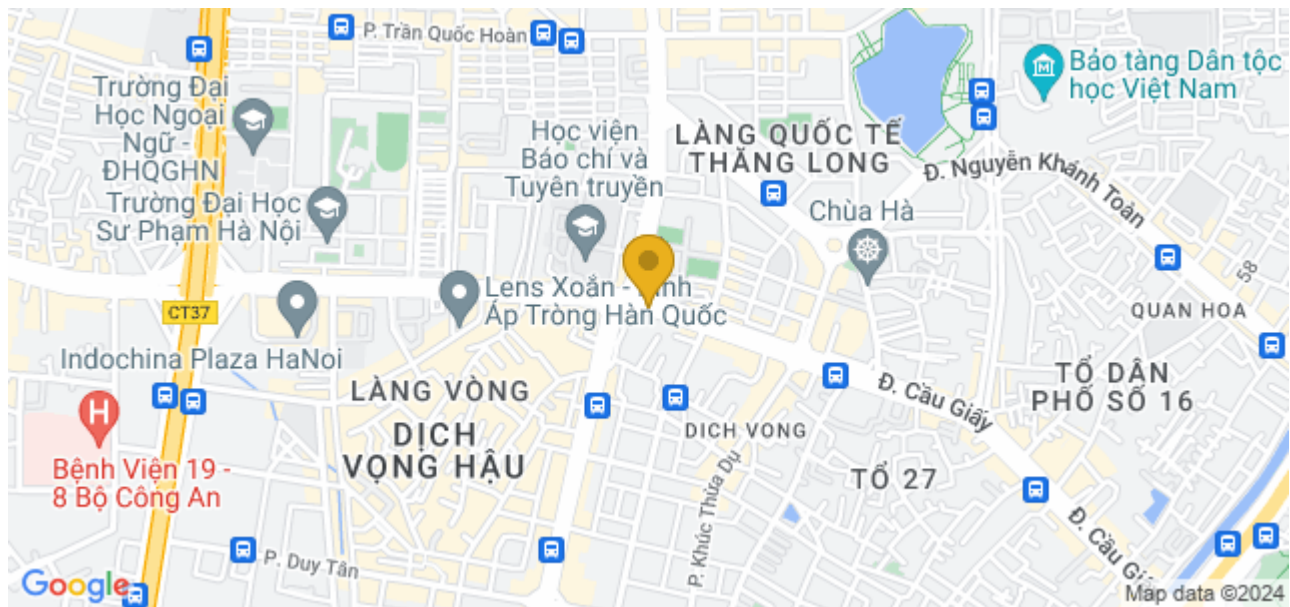 P. Trần Quốc Hoàn
Bảo tàng Dân tộc
học Việt Nam
Trường Đại
Học Ngoại
Ngữ -
ĐHQGHN
Học viện
Báo chí và
Tuyên truyền
LÀNG QUỐC TẾ
THĂNG LONG
Đ. Nguyễn Khánh Toàn
Trường Đại Học
Sư Phạm Hà Nội
Chùa Hà
58
Lens Xoắn -
Áp Tròng Hàn Quốc
CT37
QUAN HOA
Indochina Plaza HaNoi
LÀNG VÒNG
TỔ DÂN
PHỐ SỐ 16
Đ. Cầu Giấy
DỊCH
VỌNG HẬU
DICH VONG
H
Bệnh Viện 19 -
8 Bộ Công An
TỔ 27
P. Khúc Thừa Dụ
P. Duy Tân
Đ. Cầu
Google
Map data ©2024